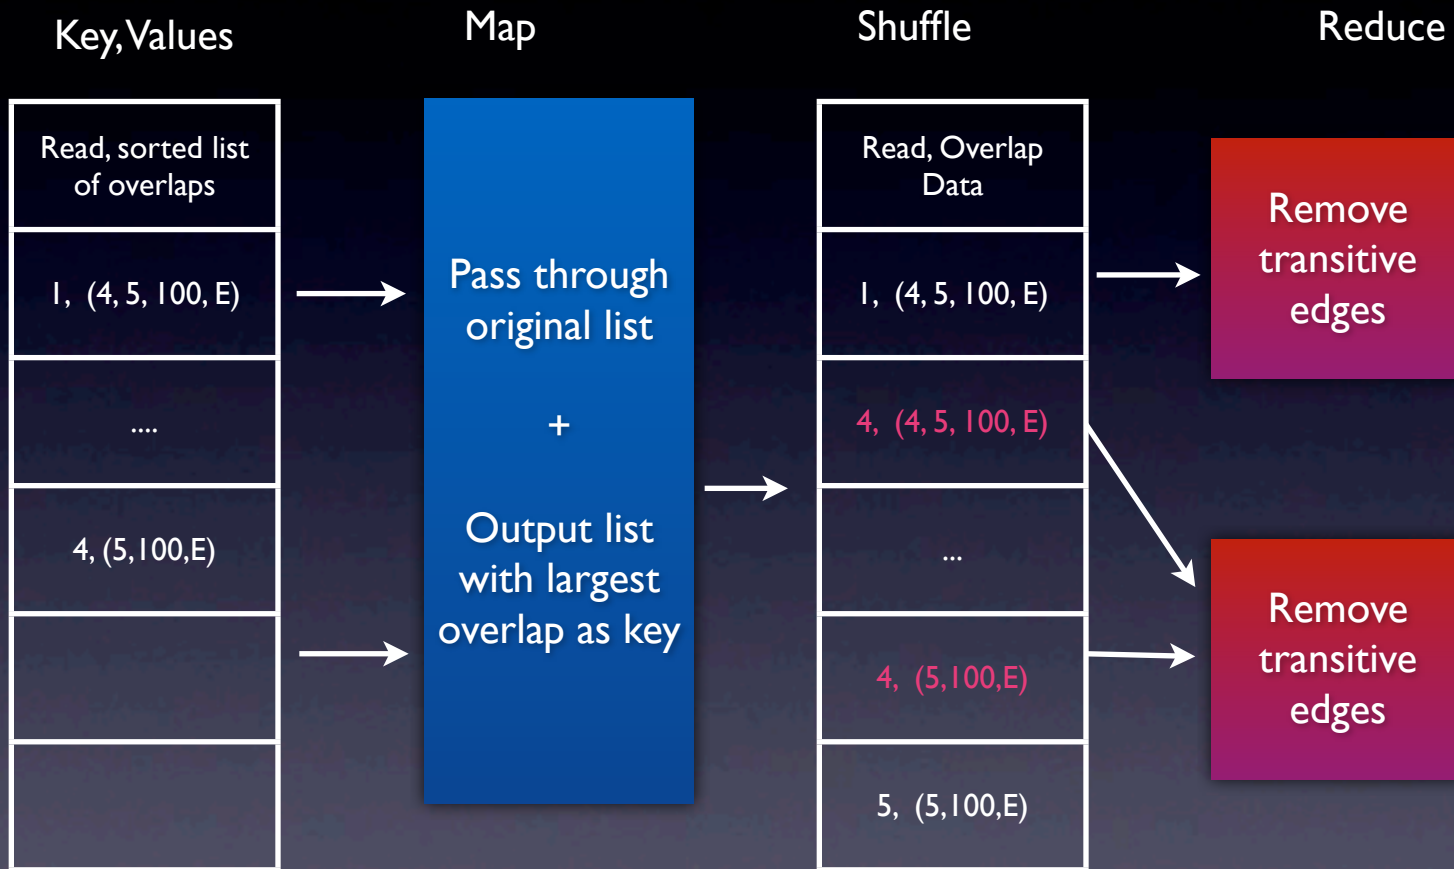 Key, Values
Map
Shuffle
Reduce
Read, sorted list
of overlaps
1, (4, 5, 100, E)
....
4, (5,100,E)
Pass through
original list
+
Output list
with largest
overlap as key
Read, Overlap
Data
1, (4, 5, 100, E)
4, (4, 5, 100, E)
...
4, (5,100,E)
5, (5,100,E)
Remove
transitive
edges
Remove
transitive
edges